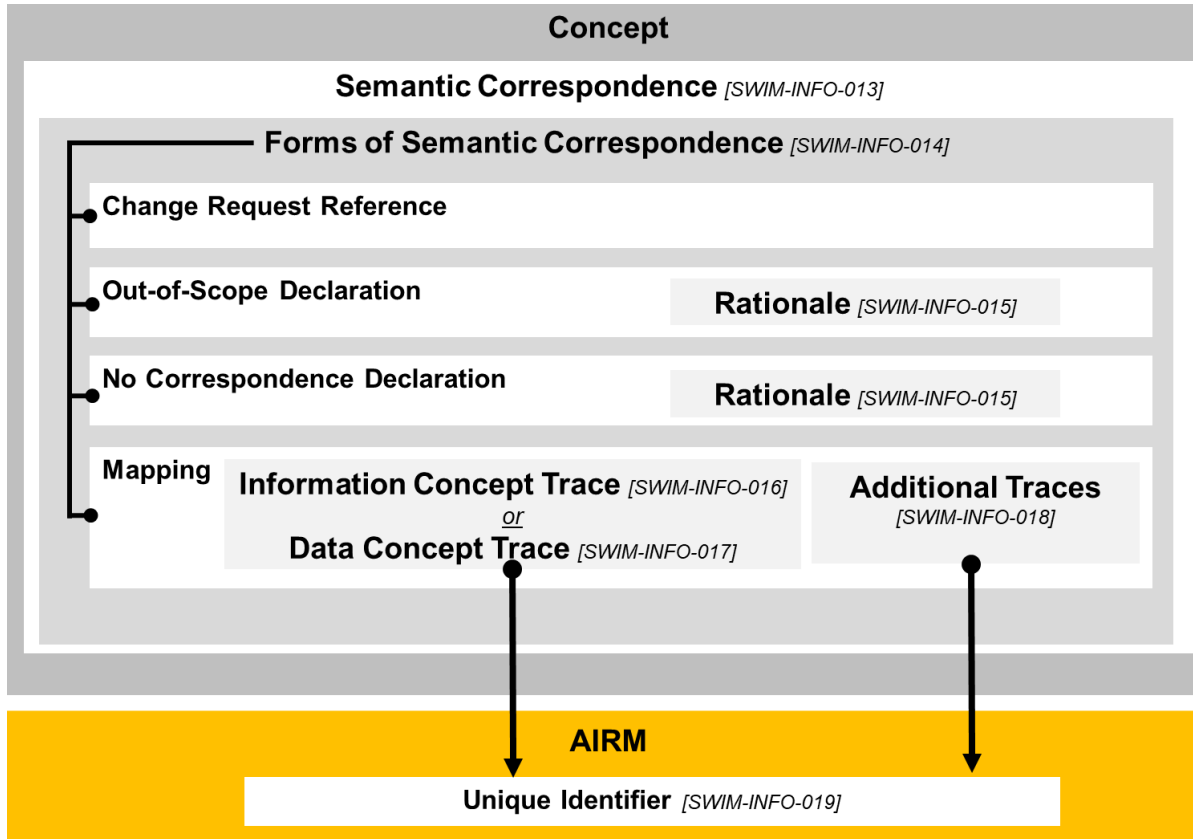 Concept
Semantic Correspondence [SWIM-INFO-013]
Forms of Semantic Correspondence [SWIM-INFO-014]
Change Request Reference
Out-of-Scope Declaration
Rationale [SWIM-INFO-015]
No Correspondence Declaration
Rationale [SWIM-INFO-015]
Mapping
Information Concept Trace [SWIM-INFO-016]
or
Data Concept Trace [SWIM-INFO-017]
Additional Traces
[SWIM-INFO-018]
AIRM
Unique Identifier [SWIM-INFO-019]